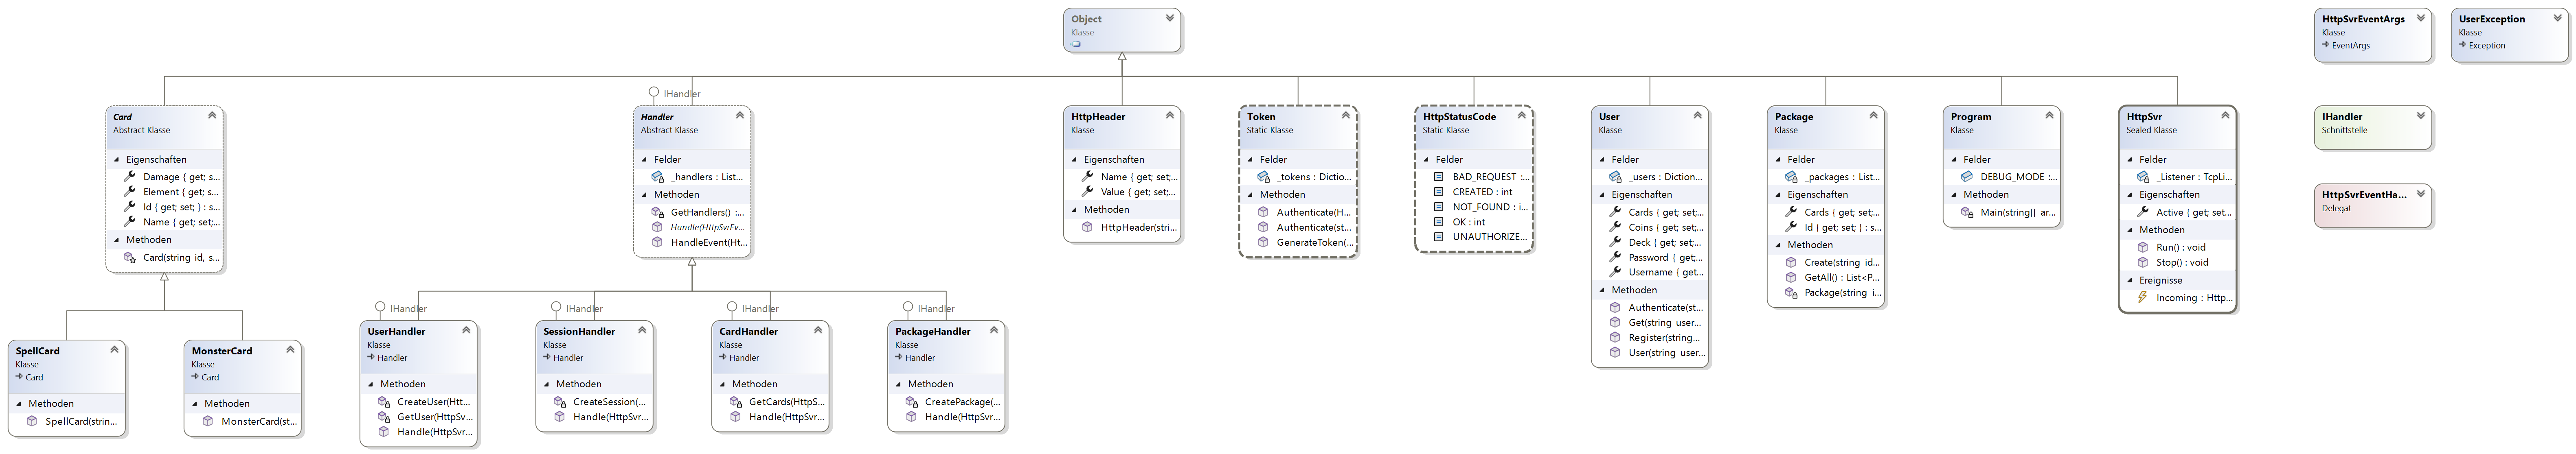 Object
Klasse
HttpSvrEventArgs
Klasse
EventArgs
UserException
Klasse
Exception
IHandler
Card
Abstract Klasse
Eigenschaften
Damage { get; s...
Element { get; s...
Id { get; set; } : s...
Name { get; set;...
Methoden
Card(string id, s...
Handler
Abstract Klasse
Felder
_handlers : List...
Methoden
GetHandlers() :...
Handle(HttpSvrEv...
HandleEvent(Ht...
HttpHeader
Klasse
Eigenschaften
Name { get; set;...
Value { get; set;...
Methoden
HttpHeader(stri...
Token
Static Klasse
Felder
_tokens : Dictio...
Methoden
Authenticate(H...
Authenticate(st...
GenerateToken(...
HttpStatusCode
Static Klasse
Felder
BAD_REQUEST :...
CREATED : int
NOT_FOUND : i...
OK : int
UNAUTHORIZE...
User
Klasse
Felder
_users : Diction...
Eigenschaften
Cards { get; set;...
Coins { get; set;...
Deck { get; set;...
Password { get;...
Username { get...
Methoden
Authenticate(st...
Get(string user...
Register(string...
User(string user...
Package
Klasse
Felder
_packages : List...
Eigenschaften
Cards { get; set;...
Id { get; set; } : s...
Methoden
Create(string id...
GetAll() : List<P...
Package(string i...
Program
Klasse
Felder
DEBUG_MODE :...
Methoden
Main(string[] ar...
HttpSvr
Sealed Klasse
Felder
_Listener : TcpLi...
Eigenschaften
Active { get; set...
Methoden
Run() : void
Stop() : void
Ereignisse
Incoming : Http...
IHandler
Schnittstelle
HttpSvrEventHa...
Delegat
SpellCard
Klasse
Card
Methoden
SpellCard(strin...
MonsterCard
Klasse
Card
Methoden
MonsterCard(st...
IHandler
UserHandler
Klasse
Handler
Methoden
CreateUser(Htt...
GetUser(HttpSv...
Handle(HttpSvr...
IHandler
SessionHandler
Klasse
Handler
Methoden
CreateSession(...
Handle(HttpSvr...
IHandler
CardHandler
Klasse
Handler
Methoden
GetCards(HttpS...
Handle(HttpSvr...
IHandler
PackageHandler
Klasse
Handler
Methoden
CreatePackage(...
Handle(HttpSvr...